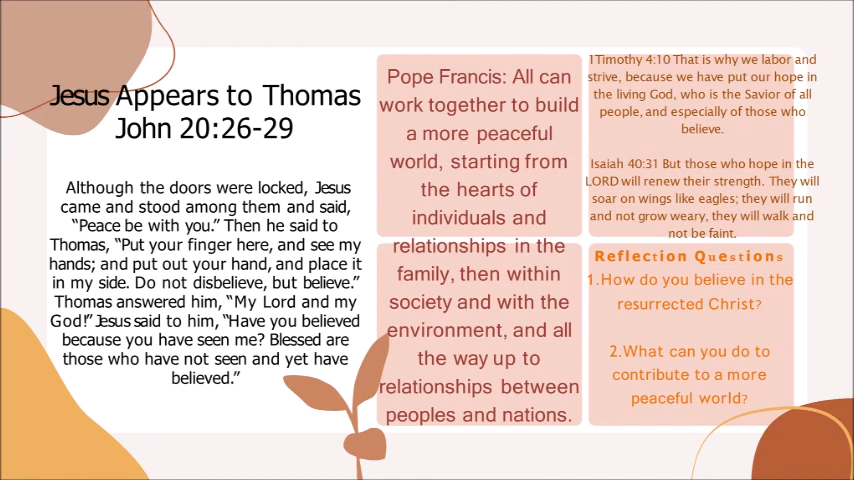 Jesus Appears to Thomas
John 20:26-29
Although the doors were locked, Jesus
came and stood among them and said,
“Peace be with you.” Then he said to
Thomas, “Put your finger here, and see my
hands; and put out your hand, and place it
in my side. Do not disbelieve, but believe.”
Thomas answered him, “My Lord and my
God!” Jesus said to him, “Have you believed
because you have seen me? Blessed are
those who have not seen and yet have
believed.”
Pope Francis: All can
work together to build
a more peaceful
world, starting from
the hearts of
individuals and
relationships in the
family, then within
society and with the
environment, and all
the way up to
relationships between
peoples and nations.
1Timothy 4:10 That is why we labor and
strive, because we have put our hope in
the living God, who is the Savior of all
people, and especially of those who
believe.
Isaiah 40:31 But those who hope in the
LORD will renew their strength. They will
soar on wings like eagles; they will run
and not grow weary, they will walk and
not be faint.
Reflection Questions
1.How do you believe in the
resurrected Christ?
2.What can you do to
contribute to a more
peaceful world?